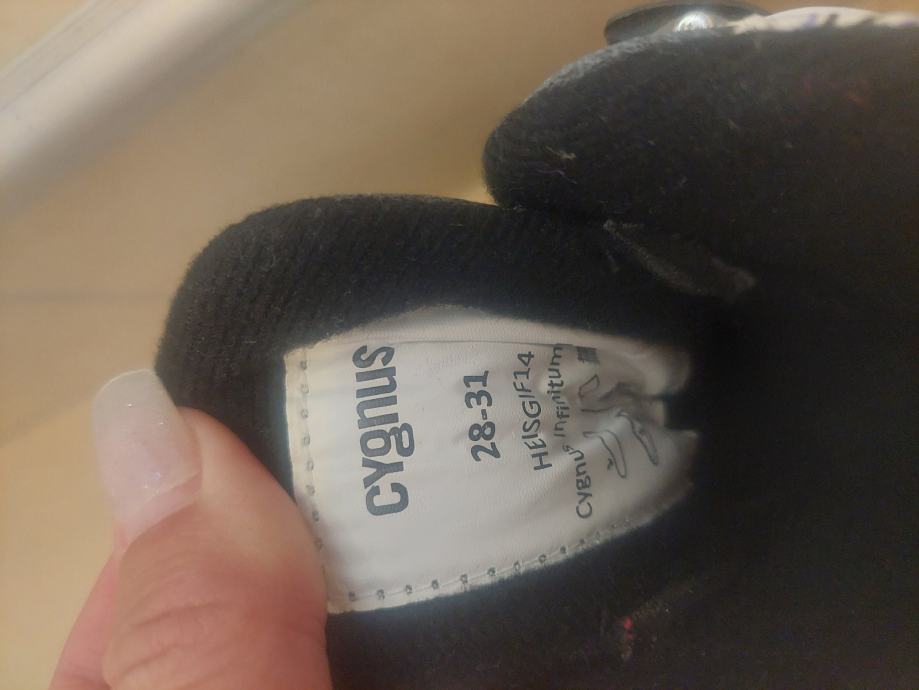 cygnus
28-31
HEISGIF14
Cygnus Infinitum